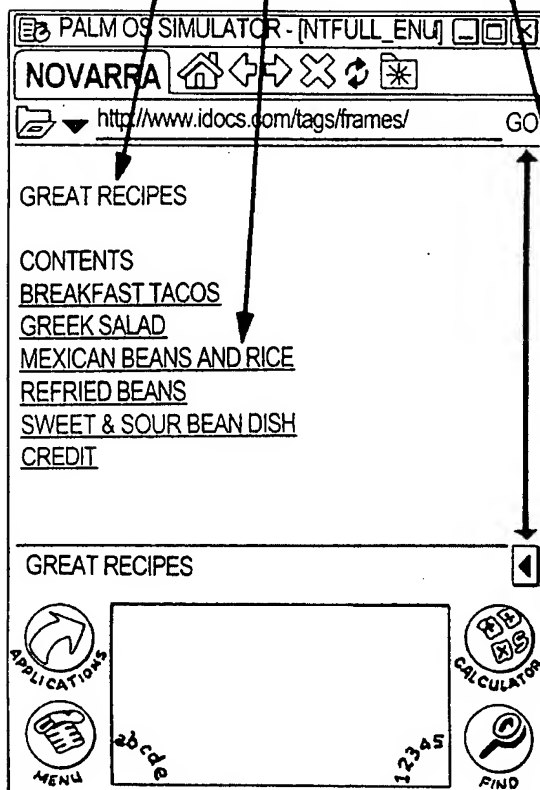 PALM OS SIMULATOR - [NTFULL_ENU]
NOVARRA
http://www.idocs.com/tags/frames/ GO
GREAT RECIPES
CONTENTS
BREAKFAST TACOS
GREEK SALAD
MEXICAN BEANS AND RICE
REFRIED BEANS
SWEET & SOUR BEAN DISH
CREDIT
GREAT RECIPES
APPLICATIONS
CALCULATOR
abcde
12345
MENU
FIND